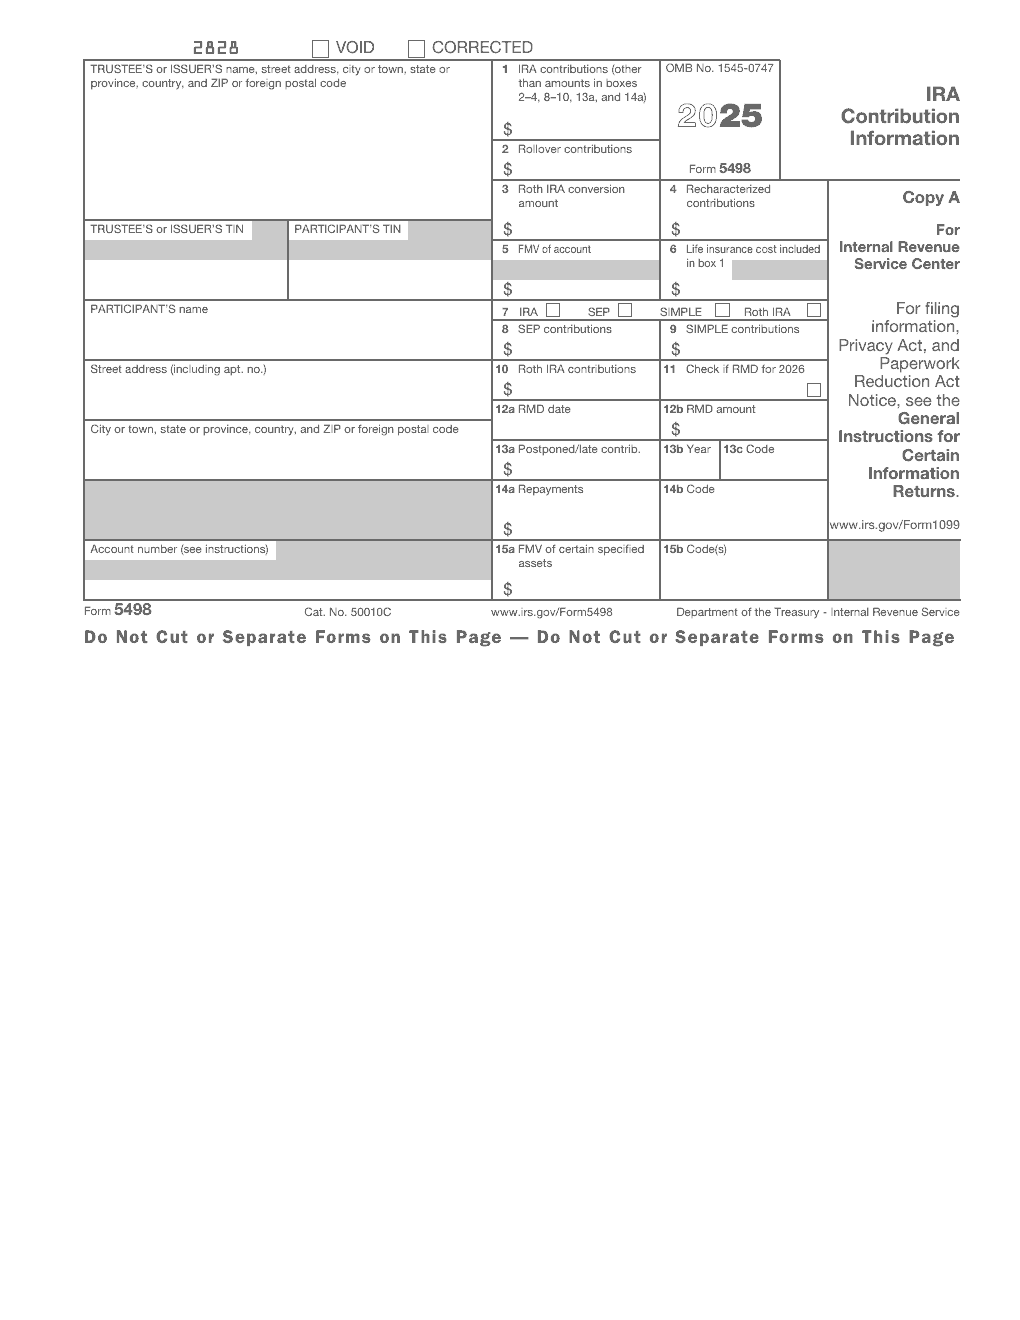 2828 VOID CORRECTED
TRUSTEE'S or ISSUER'S name, street address, city or town, state or
province, country, and ZIP or foreign postal code
1 IRA contributions (other
than amounts in boxes
2–4, 8–10, 13a, and 14a)
$
OMB No. 1545-0747
2025
Form 5498
IRA
Contribution
Information
2 Rollover contributions
$
3 Roth IRA conversion
amount
$
4 Recharacterized
contributions
$
Copy A
For
Internal Revenue
Service Center
TRUSTEE'S or ISSUER'S TIN
PARTICIPANT'S TIN
5 FMV of account
$
6 Life insurance cost included
in box 1
$
PARTICIPANT'S name
7 IRA SEP SIMPLE Roth IRA
8 SEP contributions
$
9 SIMPLE contributions
$
For filing
information,
Privacy Act, and
Paperwork
Reduction Act
Notice, see the
General
Instructions for
Certain
Information
Returns.
www.irs.gov/Form1099
Street address (including apt. no.)
10 Roth IRA contributions
$
11 Check if RMD for 2026
12a RMD date
12b RMD amount
$
City or town, state or province, country, and ZIP or foreign postal code
13a Postponed/late contrib.
$
13b Year
13c Code
14a Repayments
$
14b Code
Account number (see instructions)
15a FMV of certain specified
assets
$
15b Code(s)
Form 5498 Cat. No. 50010C www.irs.gov/Form5498 Department of the Treasury - Internal Revenue Service
Do Not Cut or Separate Forms on This Page — Do Not Cut or Separate Forms on This Page